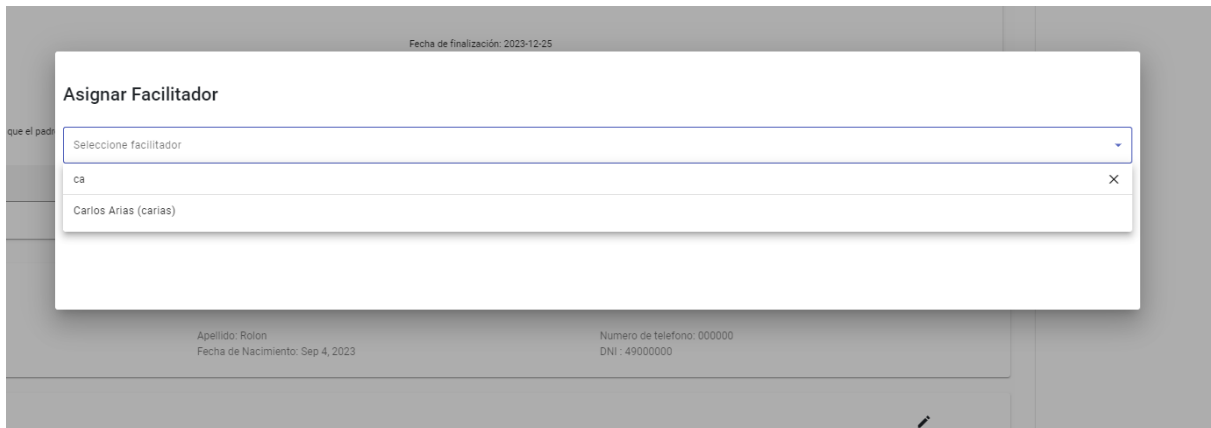 Fecha de finalización: 2023-12-25
Asignar Facilitador
que el padr
Seleccione facilitador
ca
Carlos Arias (carias)
Apellido: Rolon
Numero de telefono: 000000
Fecha de Nacimiento: Sep 4, 2023
DNI : 49000000